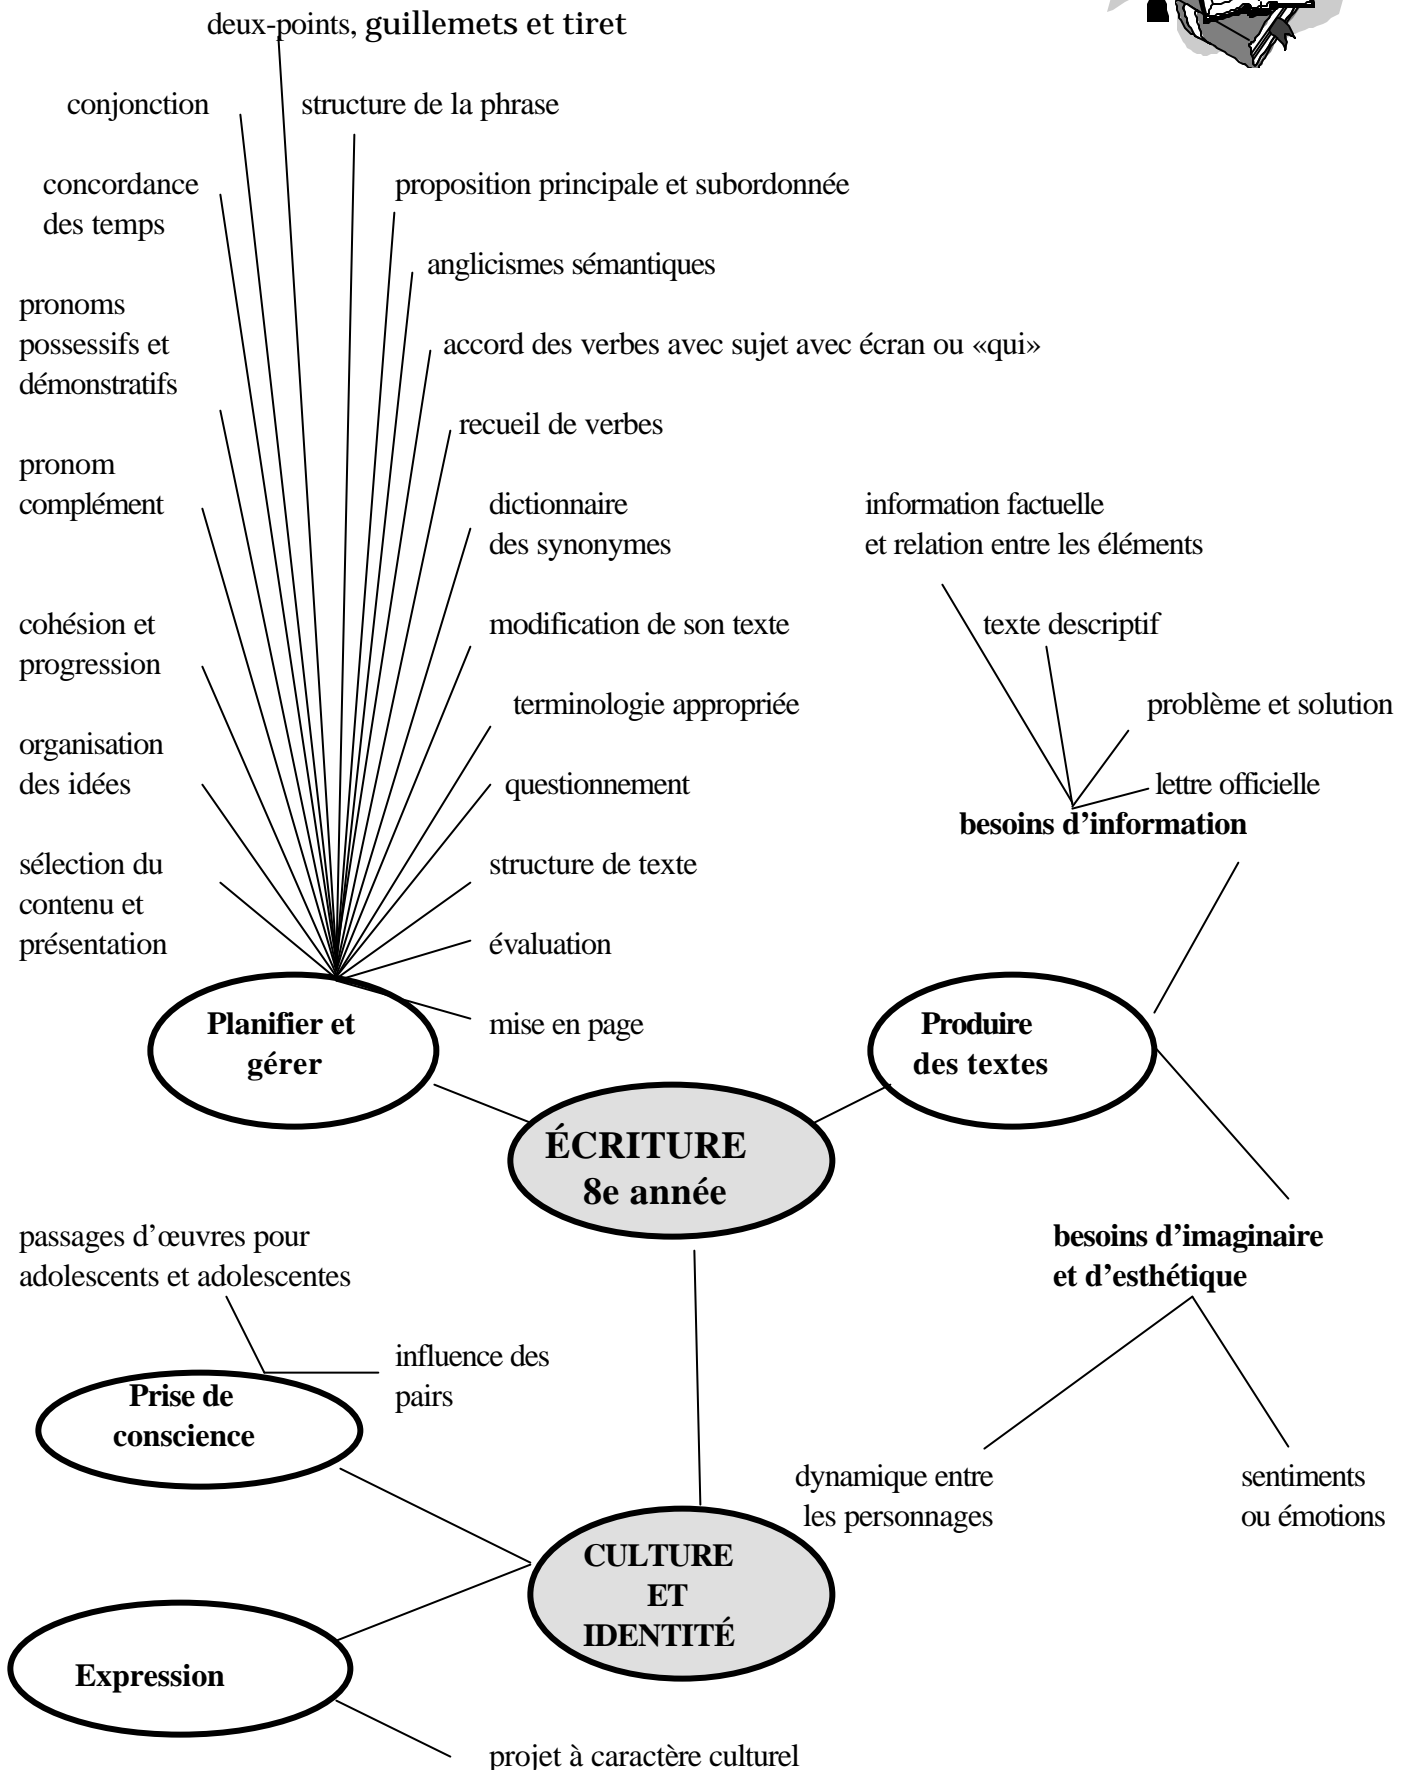 deux-points, guillemets et tiret
conjonction
structure de la phrase
concordance
des temps
proposition principale et subordonnée
anglicismes sémantiques
pronoms
possessifs et
démonstratifs
accord des verbes avec sujet avec écran ou «qui»
recueil de verbes
pronom
complément
dictionnaire
des synonymes
information factuelle
et relation entre les éléments
cohésion et
progression
modification de son texte
texte descriptif
terminologie appropriée
problème et solution
organisation
des idées
questionnement
lettre officielle
besoins d’information
sélection du
contenu et
présentation
structure de texte
évaluation
mise en page
Planifier et
gérer
Produire
des textes
ÉCRITURE
8e année
passages d’œuvres pour
adolescents et adolescentes
besoins d’imaginaire
et d’esthétique
influence des
pairs
Prise de
conscience
dynamique entre
les personnages
sentiments
ou émotions
CULTURE
ET
IDENTITÉ
Expression
projet à caractère culturel